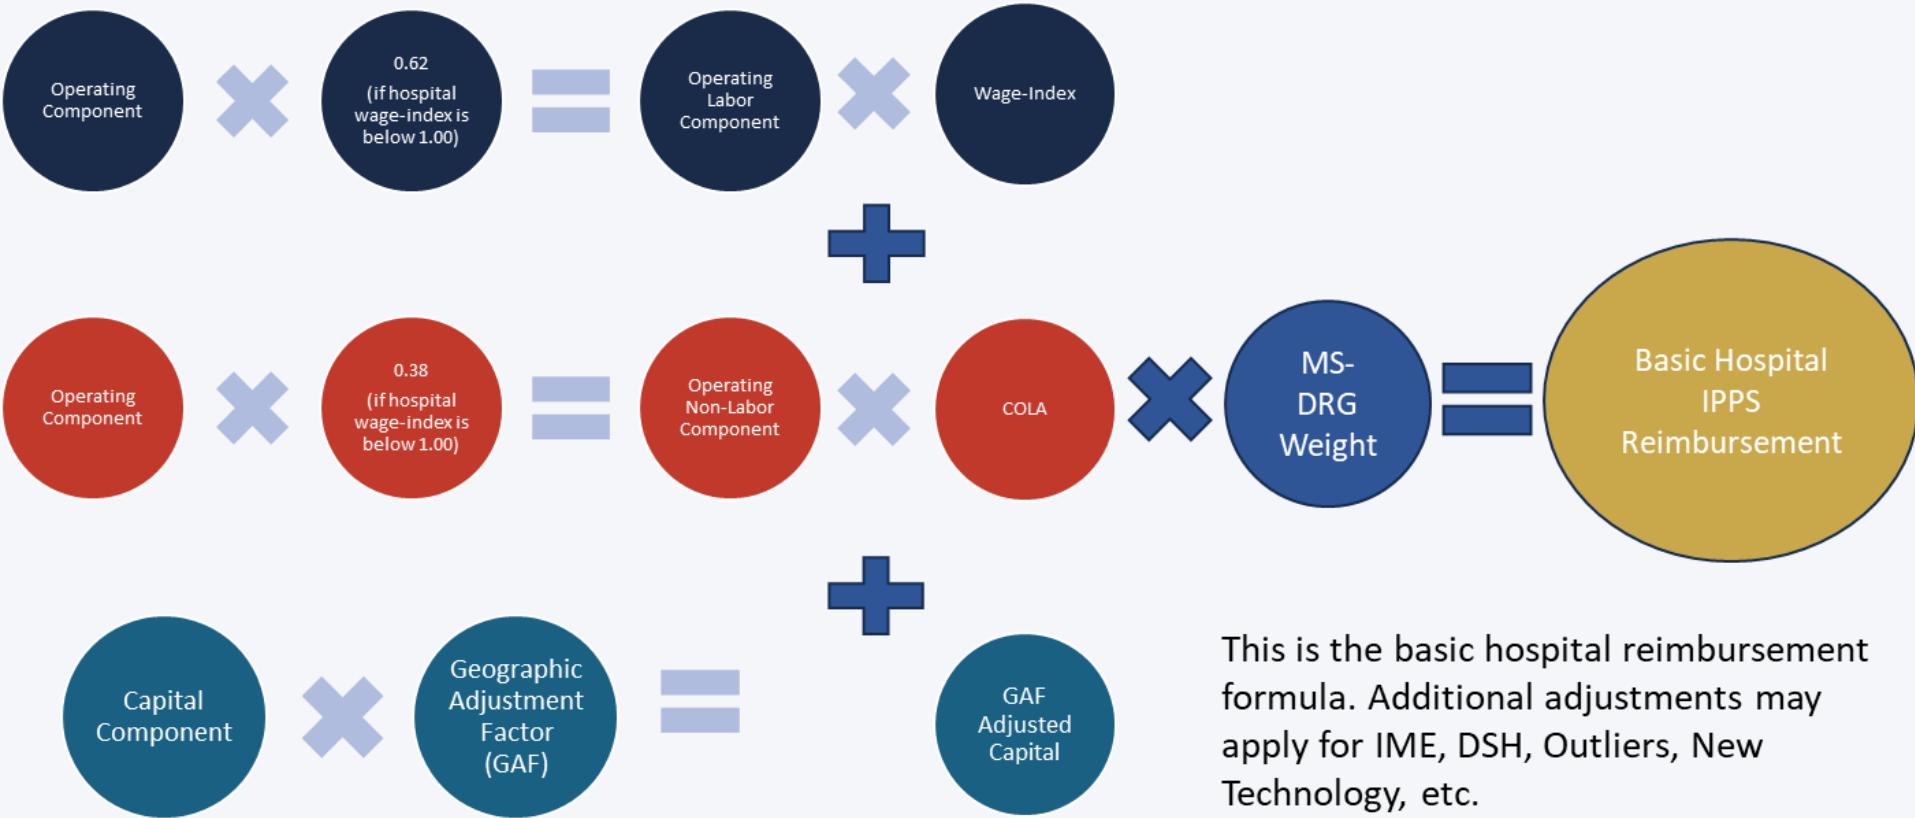 Operating
Component
0.62
(if hospital
wage-index is
below 1.00)
Operating
Labor
Component
Wage-Index
Operating
Component
0.38
(if hospital
wage-index is
below 1.00)
Operating
Non-Labor
Component
COLA
MS-
DRG
Weight
Basic Hospital
IPPS
Reimbursement
Capital
Component
Geographic
Adjustment
Factor
(GAF)
GAF
Adjusted
Capital
This is the basic hospital reimbursement
formula. Additional adjustments may
apply for IME, DSH, Outliers, New
Technology, etc.